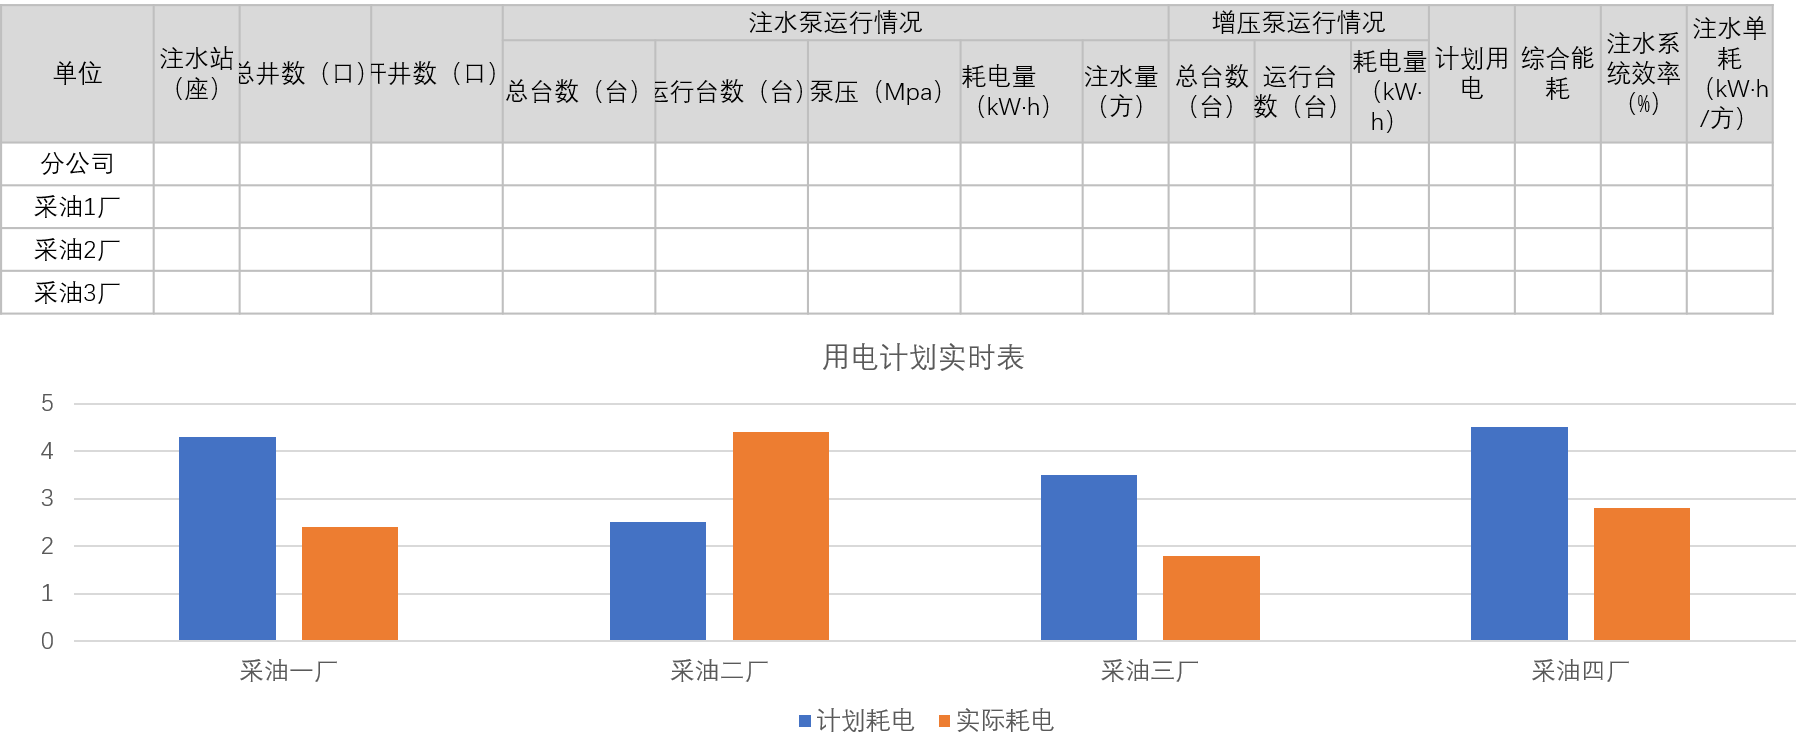 注水泵运行情况
增压泵运行情况
单位
注水站
（座）
总井数（口）
开井数（口）
总台数（台）
运行台数（台）
泵压（Mpa）
耗电量
（kW·h）
注水量
（方）
总台数
（台）
运行台
数（台）
耗电量
（kW·
h）
计划用
电
综合能
耗
注水系
统效率
（%）
注水单
耗
（kW·h
/方）
分公司
采油1厂
采油2厂
采油3厂
用电计划实时表
5
4
3
2
1
0
采油一厂
采油二厂
采油三厂
采油四厂
计划耗电
实际耗电